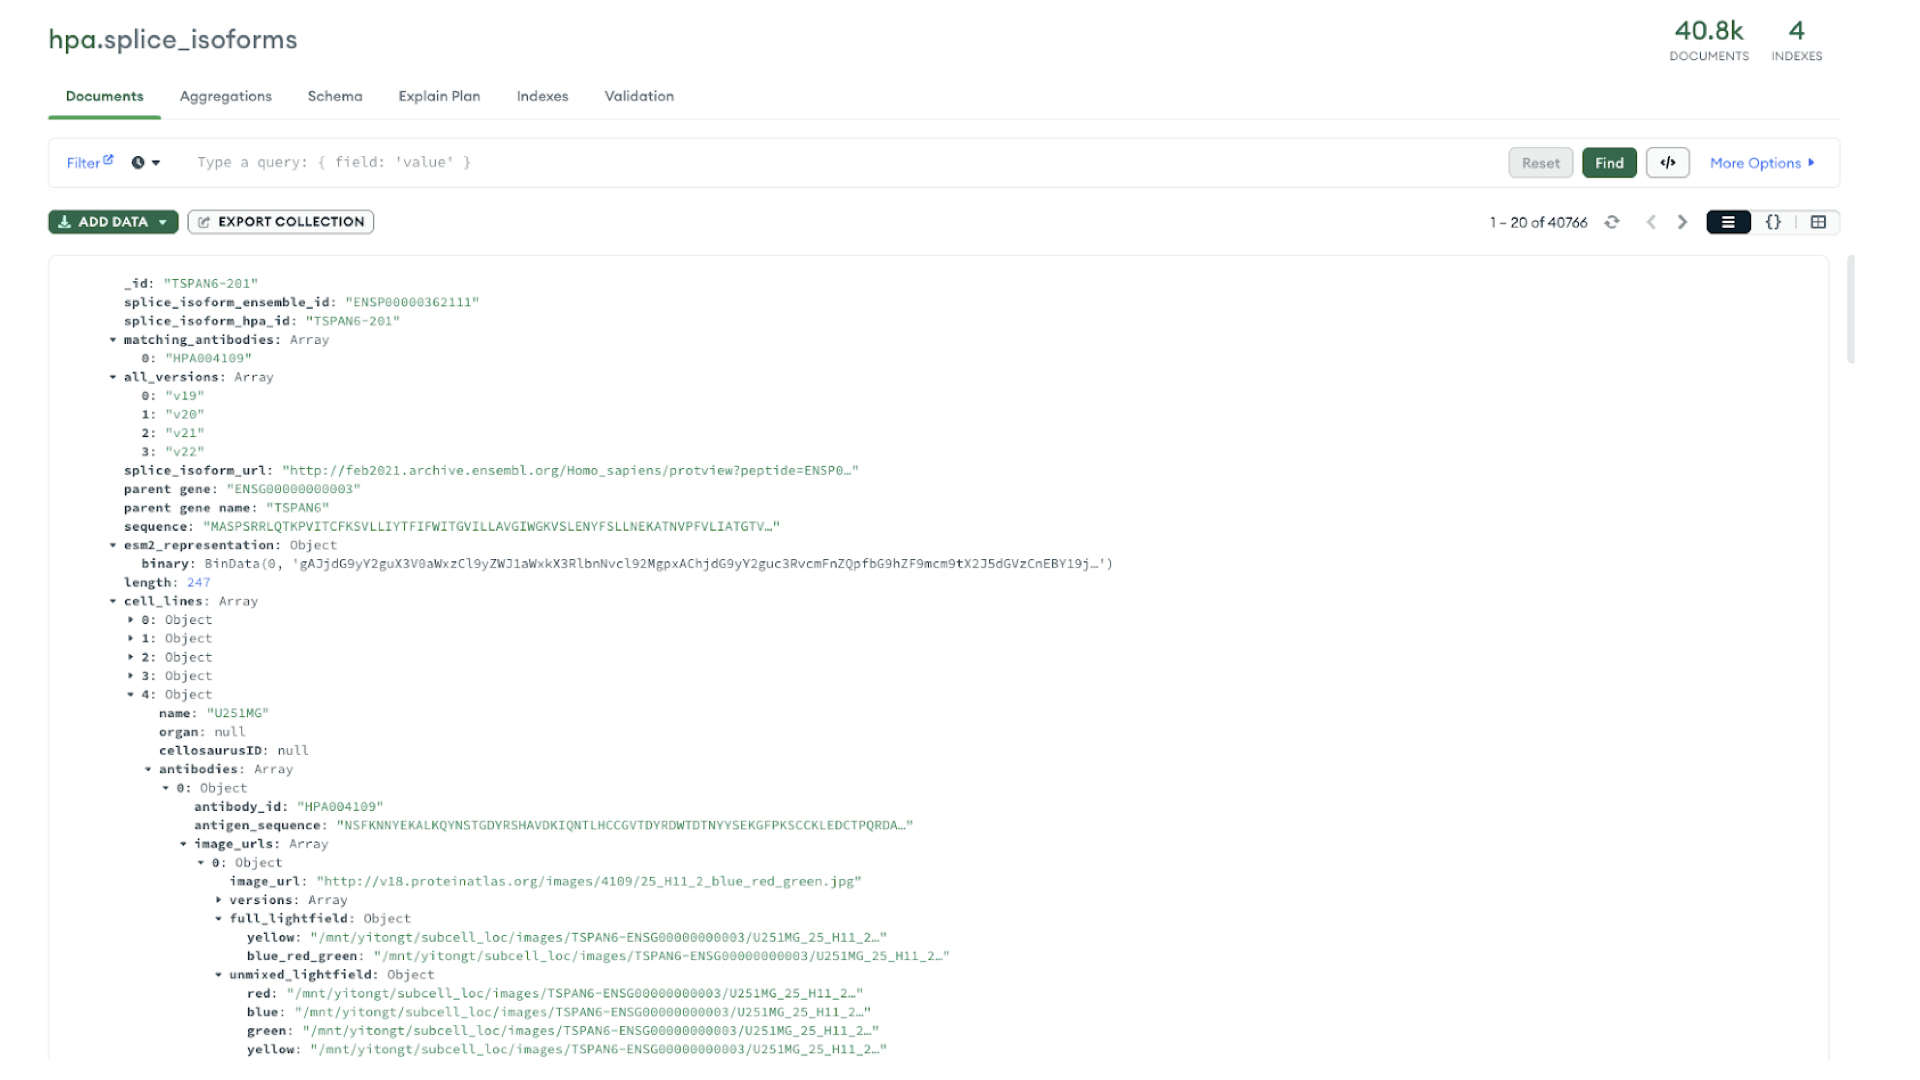 hpa.splice_isoforms
40.8k 4
DOCUMENTS INDEXES
Documents Aggregations Schema Explain Plan Indexes Validation
Filter Type a query: { field: 'value' } Reset Find </> More Options
ADD DATA EXPORT COLLECTION 1 – 20 of 40766 {}
_id: "TSPAN6-201"
splice_isoform_ensemble_id: "ENSP00000362111"
splice_isoform_hpa_id: "TSPAN6-201"
matching_antibodies: Array
0: "HPA004109"
all_versions: Array
0: "v19"
1: "v20"
2: "v21"
3: "v22"
splice_isoform_url: "http://feb2021.archive.ensembl.org/Homo_sapiens/protview?peptide=ENSP0…"
parent gene: "ENSG00000000003"
parent gene name: "TSPAN6"
sequence: "MASPSRRLQTKPVITCFKSVLLIYTFIFWITGVILLAVGIWGKVSLENYFSLLNEKATNVPFVLIATGTV…"
esm2_representation: Object
binary: BinData(0, 'gAJjdG9yY2guX3V0aWxzCl9yZWJ1aWxkX3RlbnNvcl92MgpxAChjdG9yY2guc3RvcmFnZQpfbG9hZF9mcm9tX2J5dGVzCnEBY19j…')
length: 247
cell_lines: Array
0: Object
1: Object
2: Object
3: Object
4: Object
name: "U251MG"
organ: null
cellosaurusID: null
antibodies: Array
0: Object
antibody_id: "HPA004109"
antigen_sequence: "NSFKNNYEKALKQYNSTGDYRSHAVDKIQNTLHCCGVTDYRDWTDTNYYSEKGFPKSCCKLEDCTPQRDA…"
image_urls: Array
0: Object
image_url: "http://v18.proteinatlas.org/images/4109/25_H11_2_blue_red_green.jpg"
versions: Array
full_lightfield: Object
yellow: "/mnt/yitongt/subcell_loc/images/TSPAN6-ENSG00000000003/U251MG_25_H11_2…"
blue_red_green: "/mnt/yitongt/subcell_loc/images/TSPAN6-ENSG00000000003/U251MG_25_H11_2…"
unmixed_lightfield: Object
red: "/mnt/yitongt/subcell_loc/images/TSPAN6-ENSG00000000003/U251MG_25_H11_2…"
blue: "/mnt/yitongt/subcell_loc/images/TSPAN6-ENSG00000000003/U251MG_25_H11_2…"
green: "/mnt/yitongt/subcell_loc/images/TSPAN6-ENSG00000000003/U251MG_25_H11_2…"
yellow: "/mnt/yitongt/subcell_loc/images/TSPAN6-ENSG00000000003/U251MG_25_H11_2…"